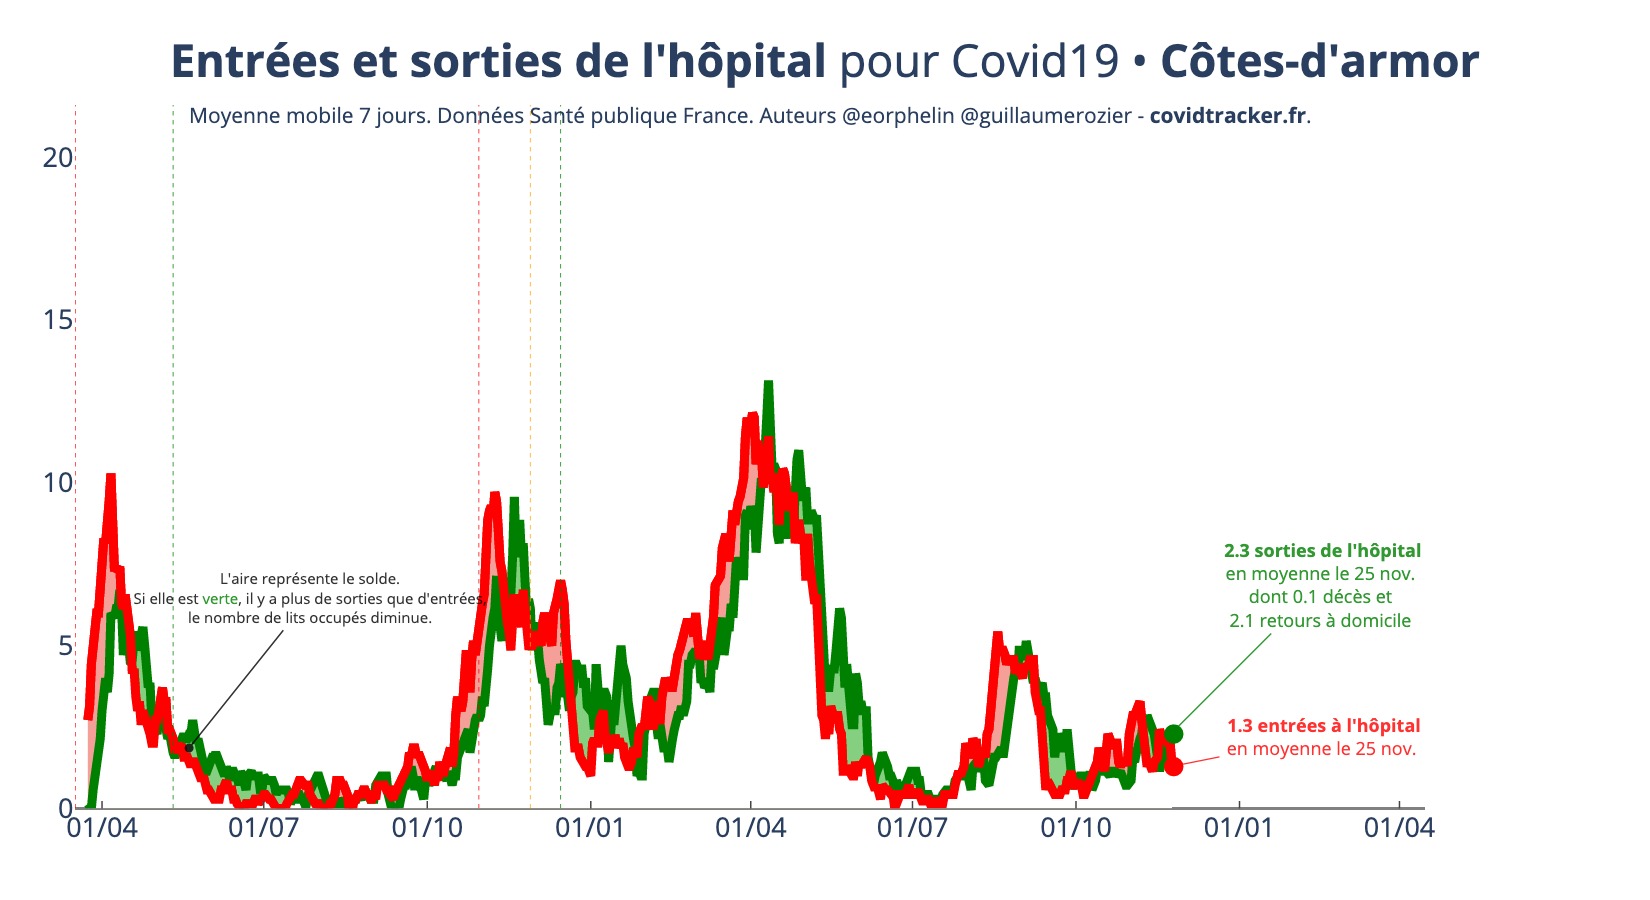 Entrées et sorties de l'hôpital pour Covid19 • Côtes-d'armor
Moyenne mobile 7 jours. Données Santé publique France. Auteurs @eorphelin @guillaumerozier - covidtracker.fr.
20
15
10
5
0
L'aire représente le solde.
Si elle est verte, il y a plus de sorties que d'entrées,
le nombre de lits occupés diminue.
2.3 sorties de l'hôpital
en moyenne le 25 nov.
dont 0.1 décès et
2.1 retours à domicile
1.3 entrées à l'hôpital
en moyenne le 25 nov.
01/04 01/07 01/10 01/01 01/04 01/07 01/10 01/01 01/04